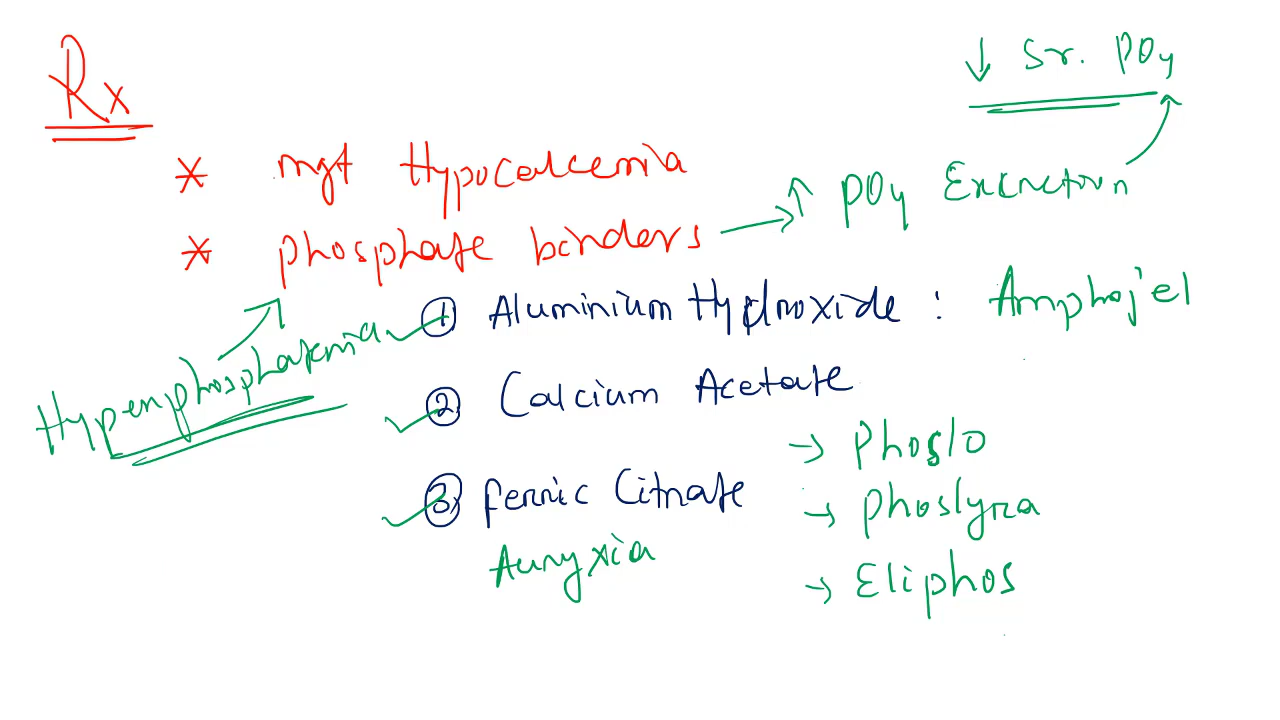 Rx
↓ Sr. PO4
* mgt Hypocalcemia
* phosphate binders → ↑ PO4 Excretion
① Aluminium Hydroxide : Amphojel
Hyperphosphatemia
② Calcium Acetate
→ Phoslo
→ Phoslyra
→ Eliphos
③ Ferric Citrate
Auryxia